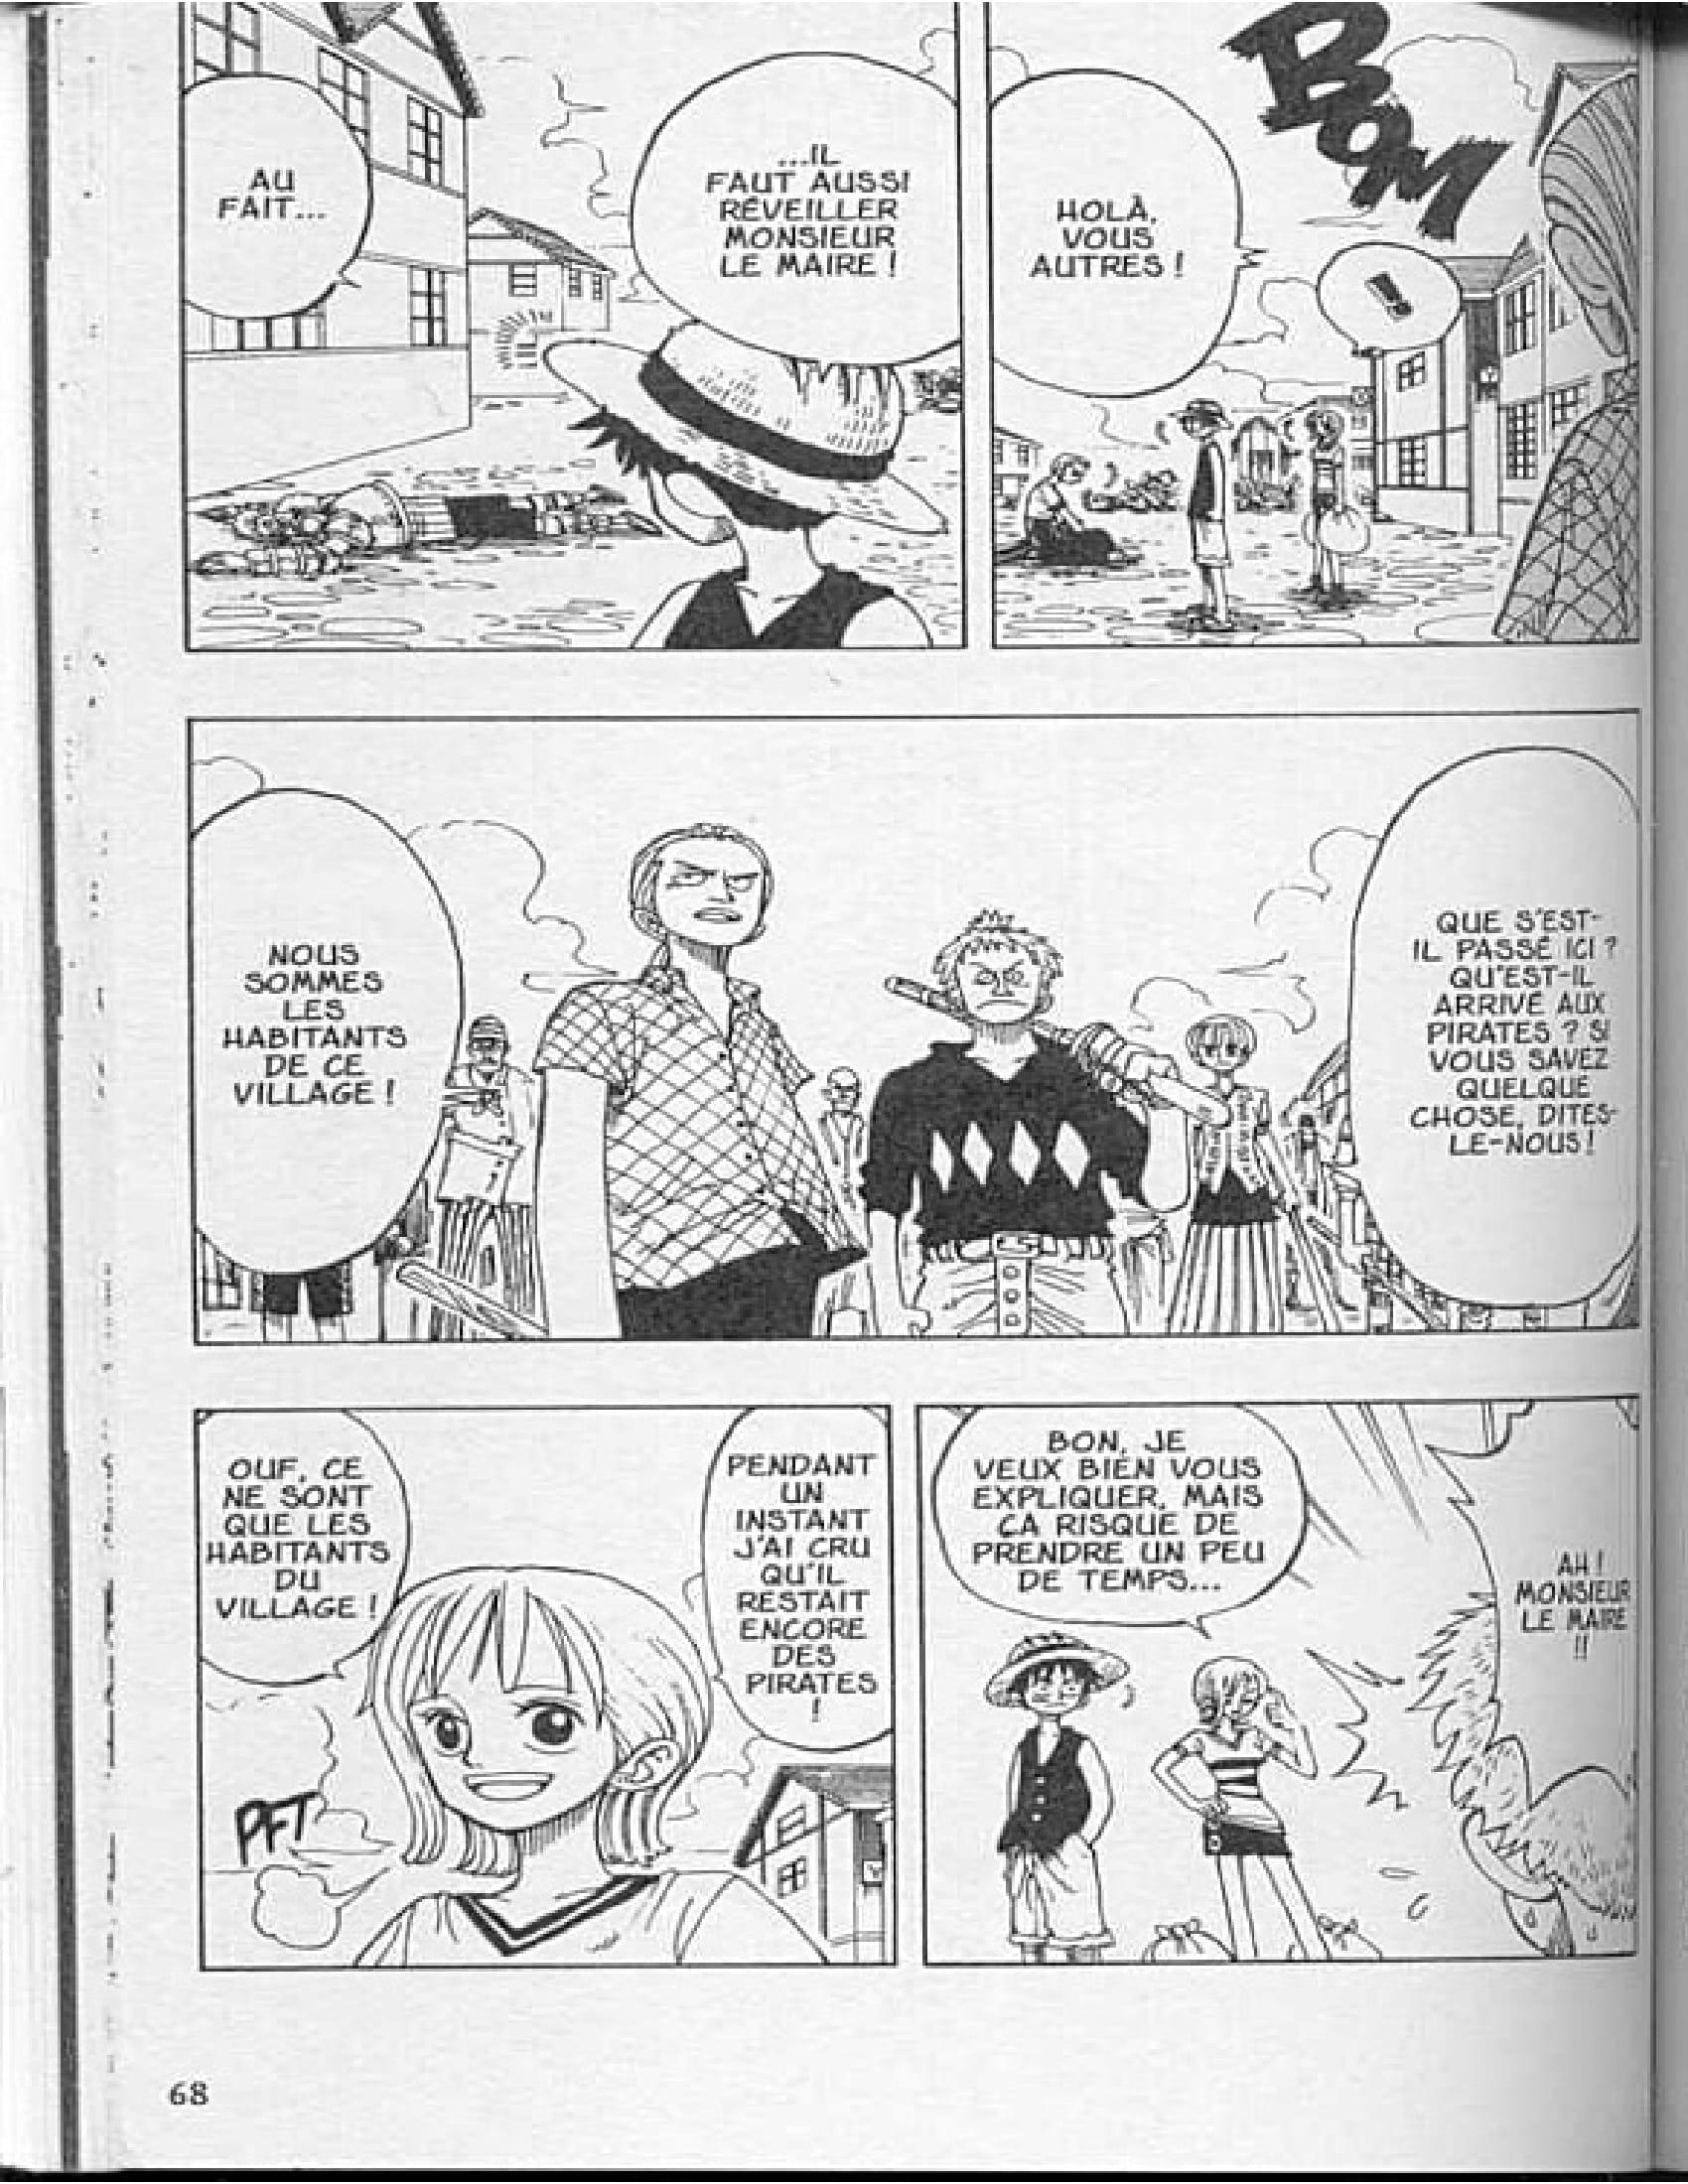 AU
FAIT...
...IL
FAUT AUSSI
RÉVEILLER
MONSIEUR
LE MAIRE !
HOLÀ,
VOUS
AUTRES !
BOM
!!
NOUS
SOMMES
LES
HABITANTS
DE CE
VILLAGE !
QUE S'EST-
IL PASSÉ ICI ?
QU'EST-IL
ARRIVÉ AUX
PIRATES ? SI
VOUS SAVEZ
QUELQUE
CHOSE, DITES-
LE-NOUS !
OUF, CE
NE SONT
QUE LES
HABITANTS
DU
VILLAGE !
PFT
PENDANT
UN
INSTANT
J'AI CRU
QU'IL
RESTAIT
ENCORE
DES
PIRATES
!
BON, JE
VEUX BIEN VOUS
EXPLIQUER, MAIS
ÇA RISQUE DE
PRENDRE UN PEU
DE TEMPS...
AH !
MONSIEUR
LE MAIRE
!!
68